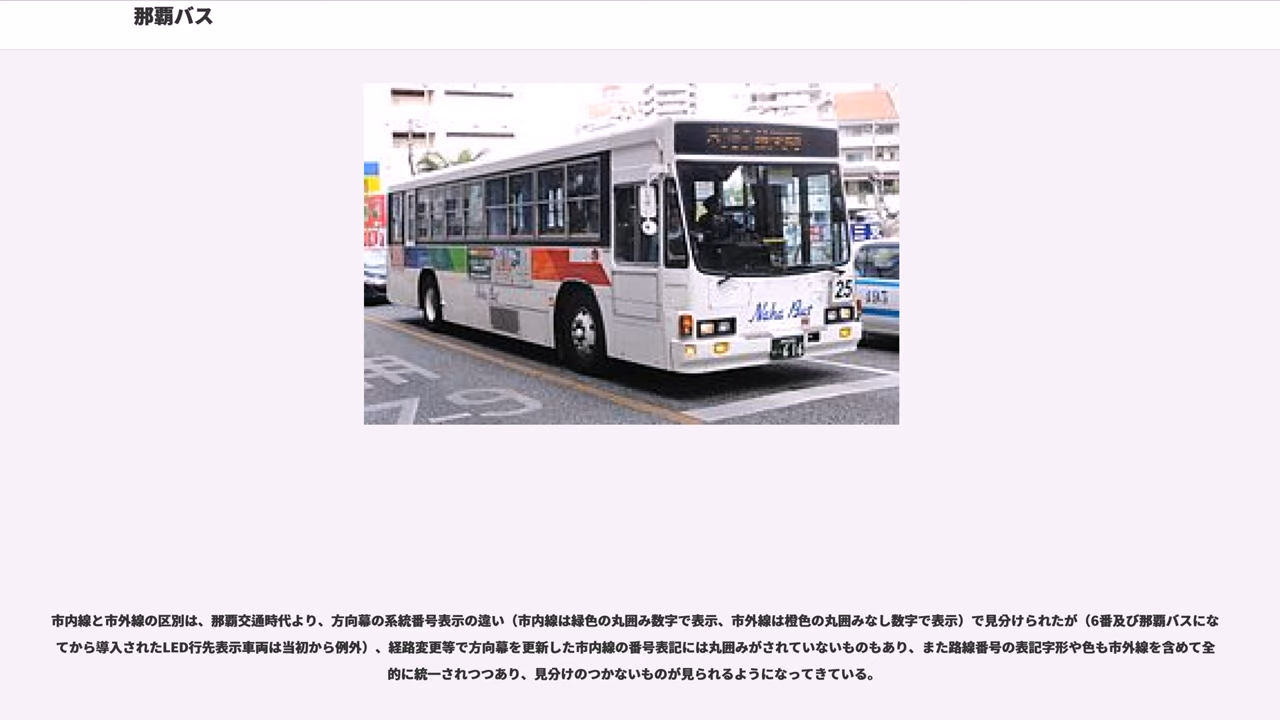 那覇バス
25
Naha Bus
493
市内線と市外線の区別は、那覇交通時代より、方向幕の系統番号表示の違い（市内線は緑色の丸囲み数字で表示、市外線は橙色の丸囲みなし数字で表示）で見分けられたが（6番及び那覇バスにな
てから導入されたLED行先表示車両は当初から例外）、経路変更等で方向幕を更新した市内線の番号表記には丸囲みがされていないものもあり、また路線番号の表記字形や色も市外線を含めて全
的に統一されつつあり、見分けのつかないものが見られるようになってきている。